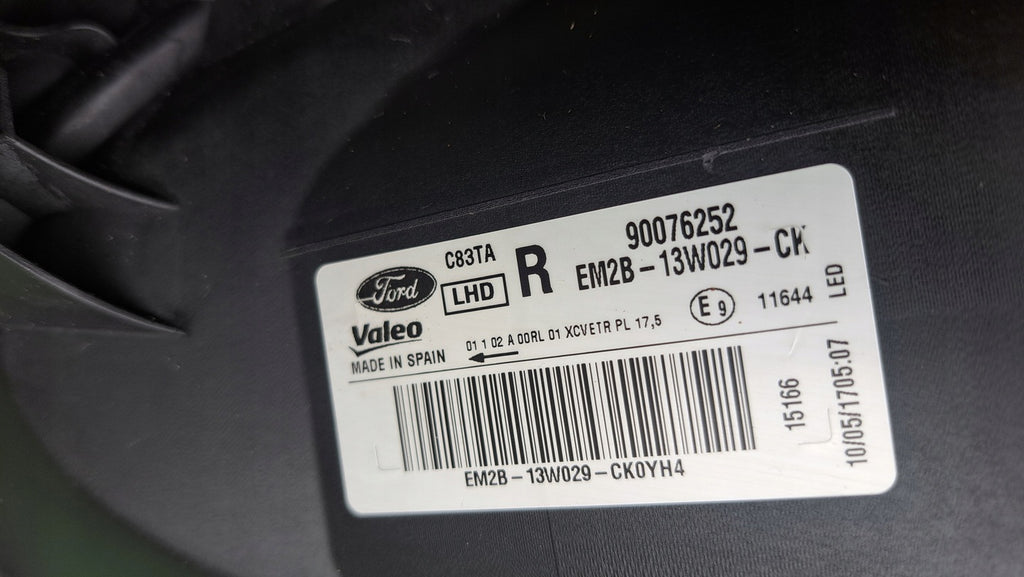 Ford
C83TA
LHD
R
90076252
EM2B-13W029-CK
Valeo
MADE IN SPAIN
01 1 02 A 00RL 01 XCVETR PL 17,5
E 9
11644
LED
15166
10/05/1705:07
EM2B-13W029-CK0YH4